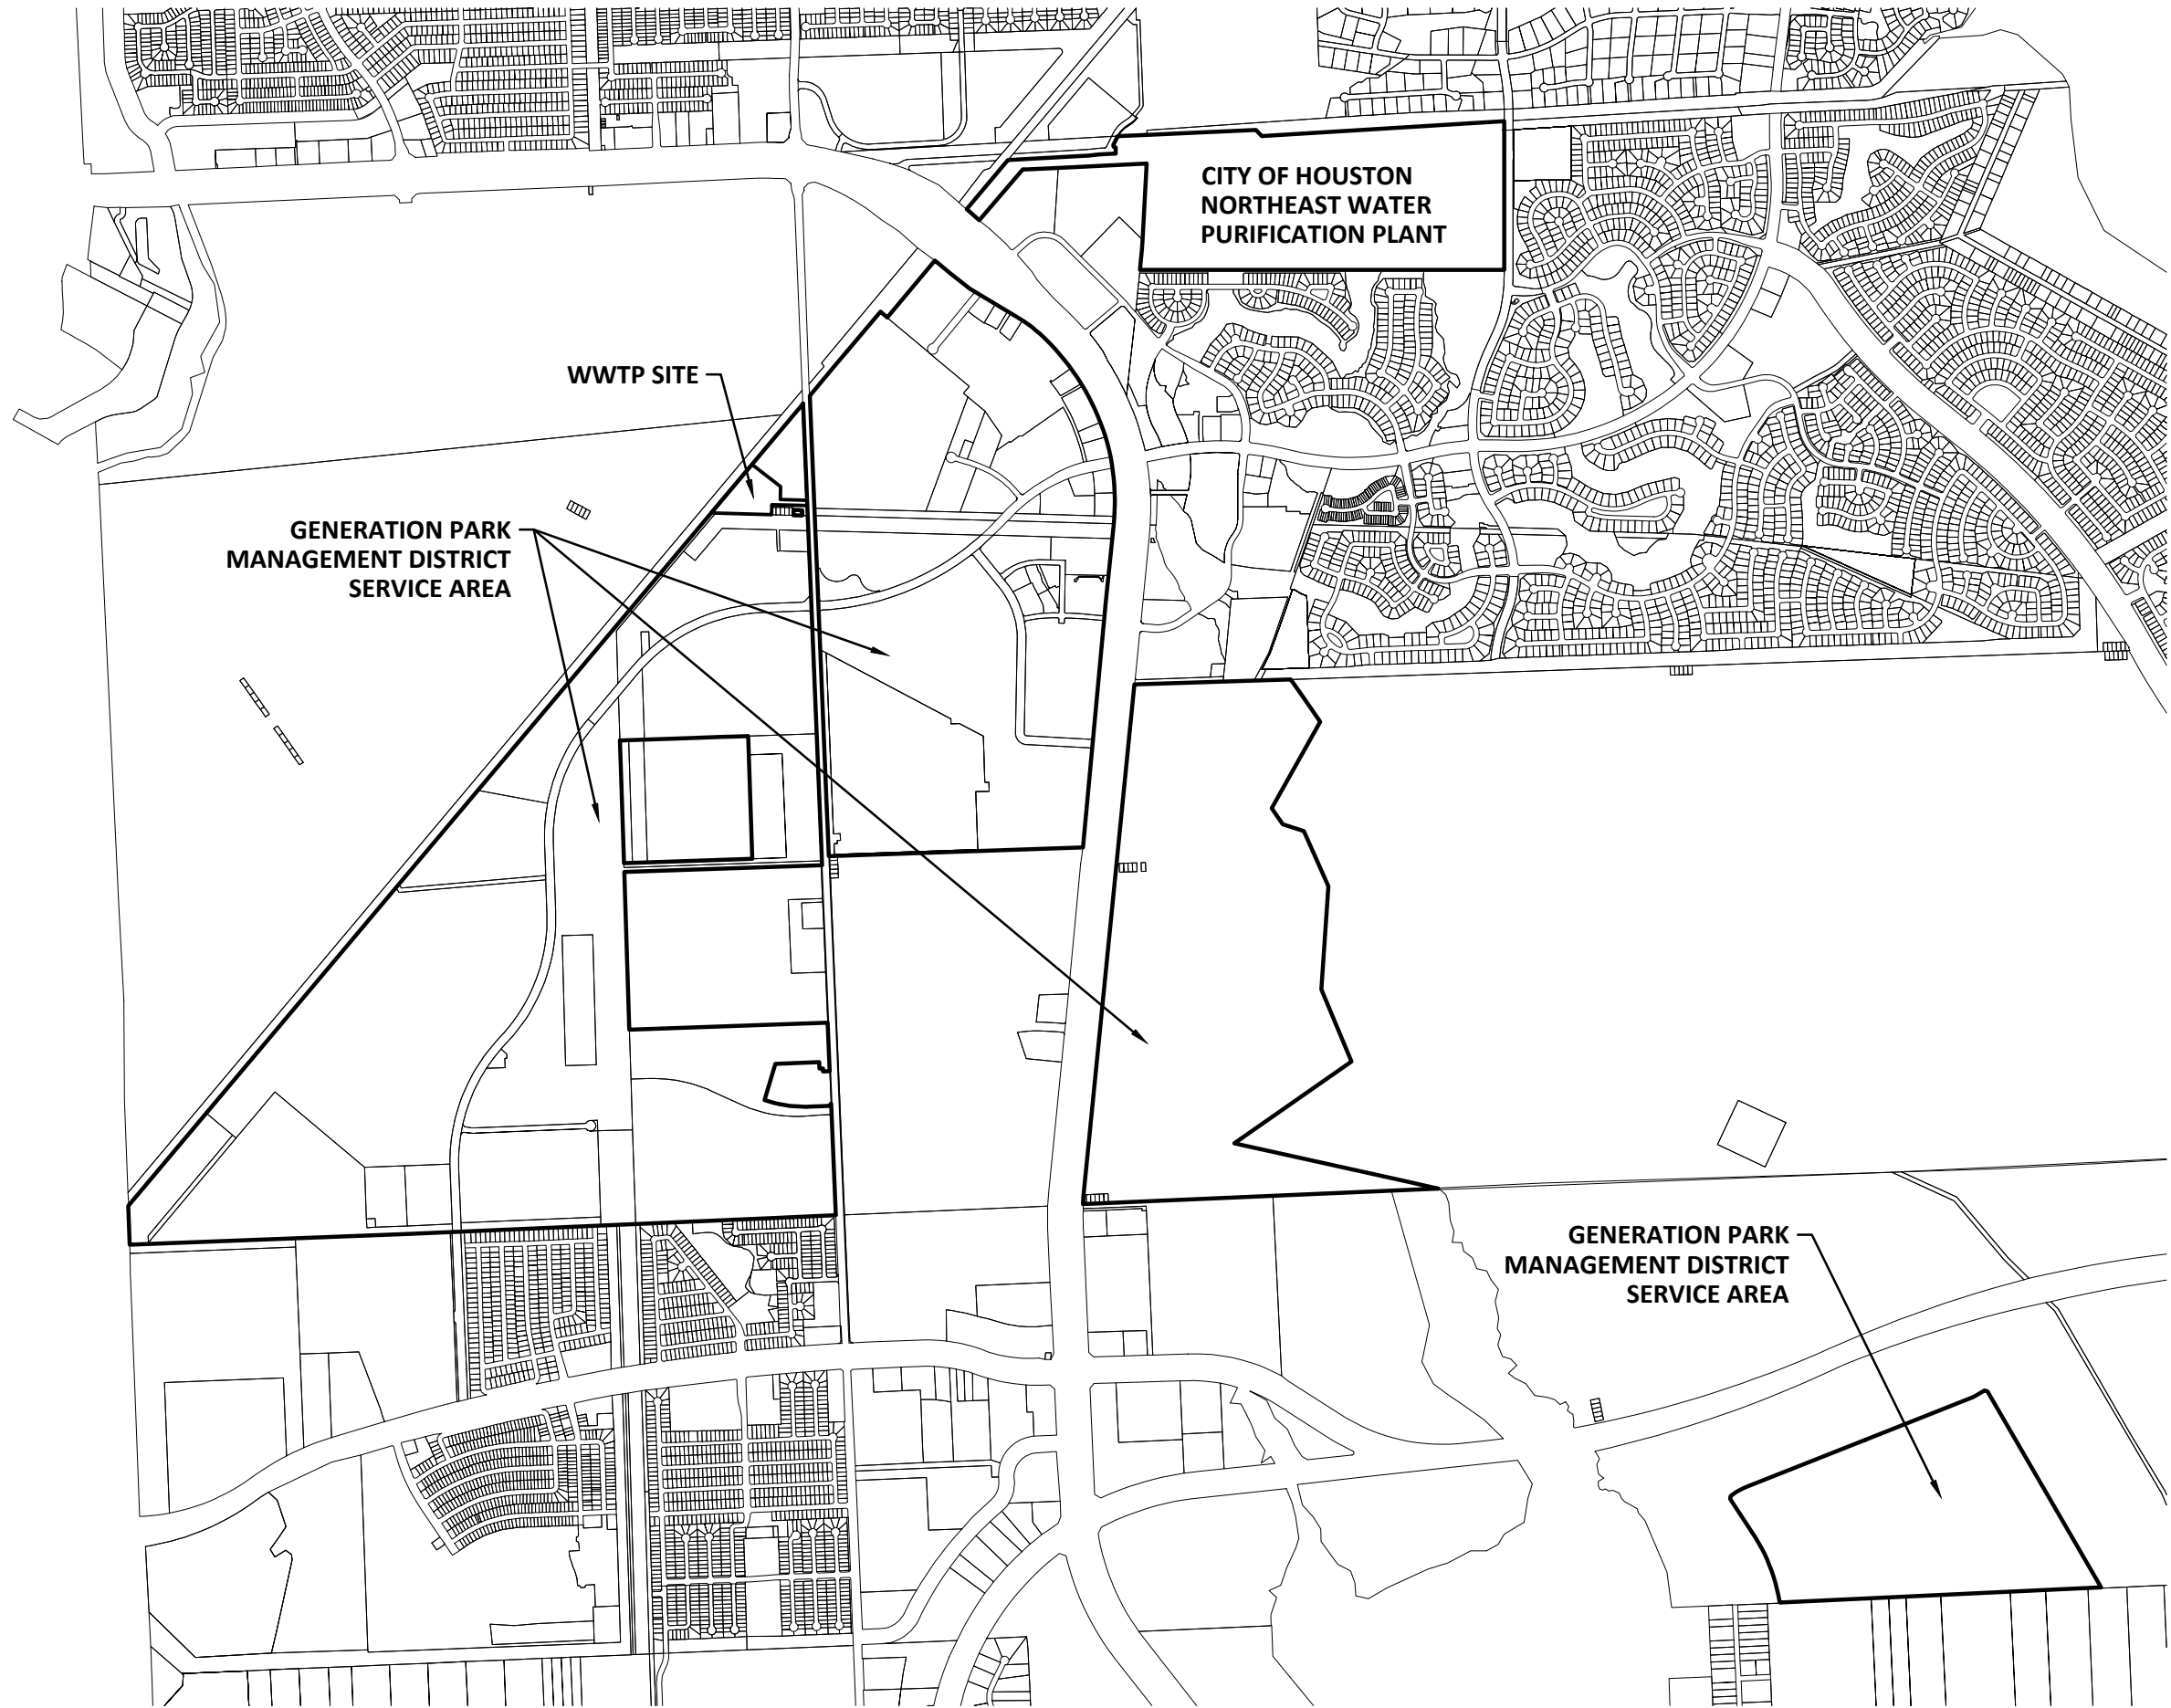 CITY OF HOUSTON
NORTHEAST WATER
PURIFICATION PLANT
WWTP SITE
GENERATION PARK
MANAGEMENT DISTRICT
SERVICE AREA
GENERATION PARK
MANAGEMENT DISTRICT
SERVICE AREA